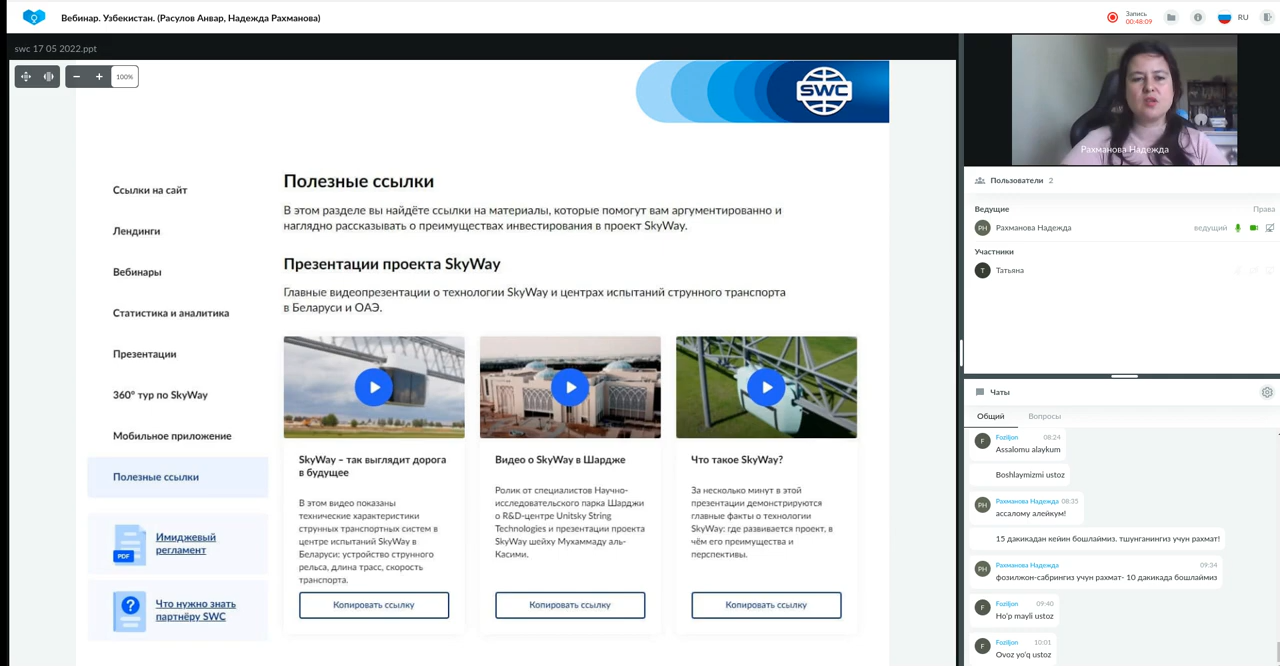 Вебинар. Узбекистан. (Расулов Анвар, Надежда Рахманова)
Запись
00:48:09
RU
swc 17 05 2022.ppt
100%
SWC
Ссылки на сайт
Лендинги
Вебинары
Статистика и аналитика
Презентации
360° тур по SkyWay
Мобильное приложение
Полезные ссылки
PDF
Имиджевый
регламент
?
Что нужно знать
партнёру SWC
Полезные ссылки
В этом разделе вы найдёте ссылки на материалы, которые помогут вам аргументированно и
наглядно рассказывать о преимуществах инвестирования в проект SkyWay.
Презентации проекта SkyWay
Главные видеопрезентации о технологии SkyWay и центрах испытаний струнного транспорта
в Беларуси и ОАЭ.
SkyWay – так выглядит дорога
в будущее
В этом видео показаны
технические характеристики
струнных транспортных систем в
центре испытаний SkyWay в
Беларуси: устройство струнного
рельса, длина трасс, скорость
транспорта.
Копировать ссылку
Видео о SkyWay в Шардже
Ролик от специалистов Научно-
исследовательского парка Шарджи
о R&D-центре Unitsky String
Technologies и презентации проекта
SkyWay шейху Мухаммаду аль-
Касими.
Копировать ссылку
Что такое SkyWay?
За несколько минут в этой
презентации демонстрируются
главные факты о технологии
SkyWay: где развивается проект, в
чём его преимущества и
перспективы.
Копировать ссылку
Рахманова Надежда
Пользователи 2
Ведущие Права
РН Рахманова Надежда ведущий
Участники
Т Татьяна
Чаты
Общий Вопросы
F Foziljon 08:24
Assalomu alaykum
Boshlaymizmi ustoz
РН Рахманова Надежда 08:35
ассалому алейкум!
15 дакикадан кейин бошлаймиз. тшунганингиз учун рахмат!
РН Рахманова Надежда 09:34
фозилжон-сабрингиз учун рахмат- 10 дакикада бошлаймиз
F Foziljon 09:40
Ho'p mayli ustoz
F Foziljon 10:01
Ovoz yo'q ustoz